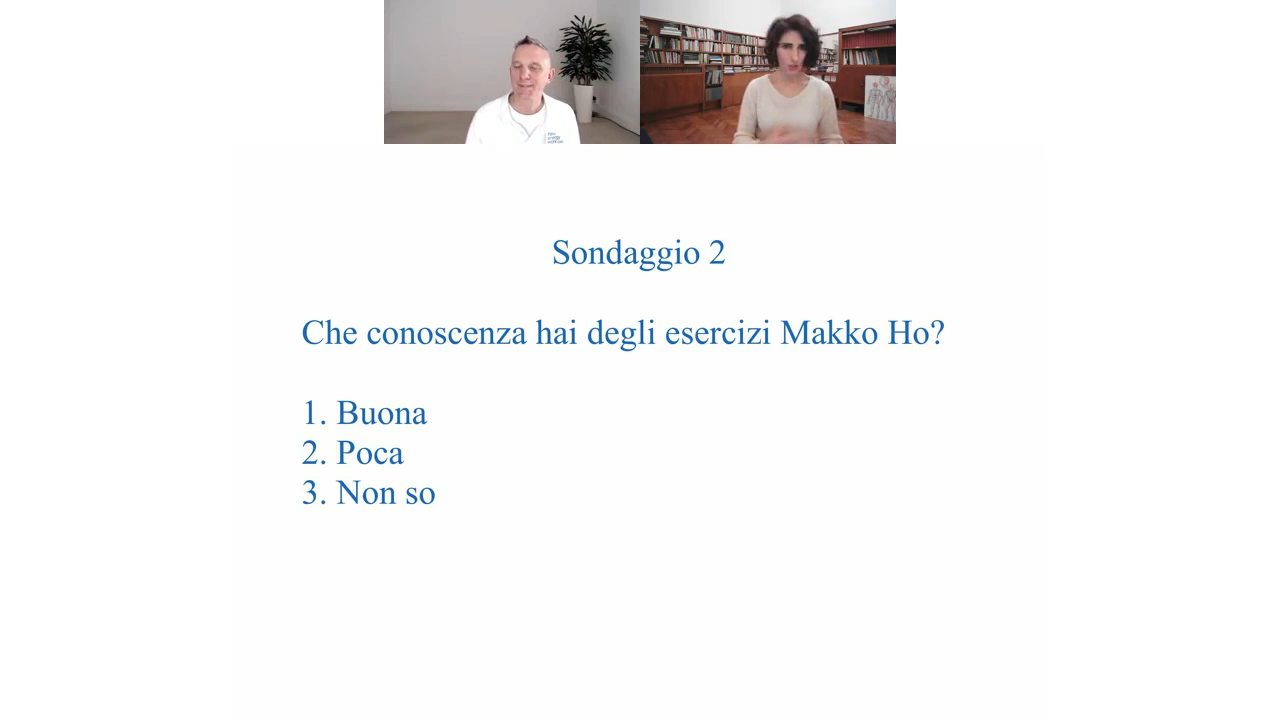 Sondaggio 2
Che conoscenza hai degli esercizi Makko Ho?
1. Buona
2. Poca
3. Non so